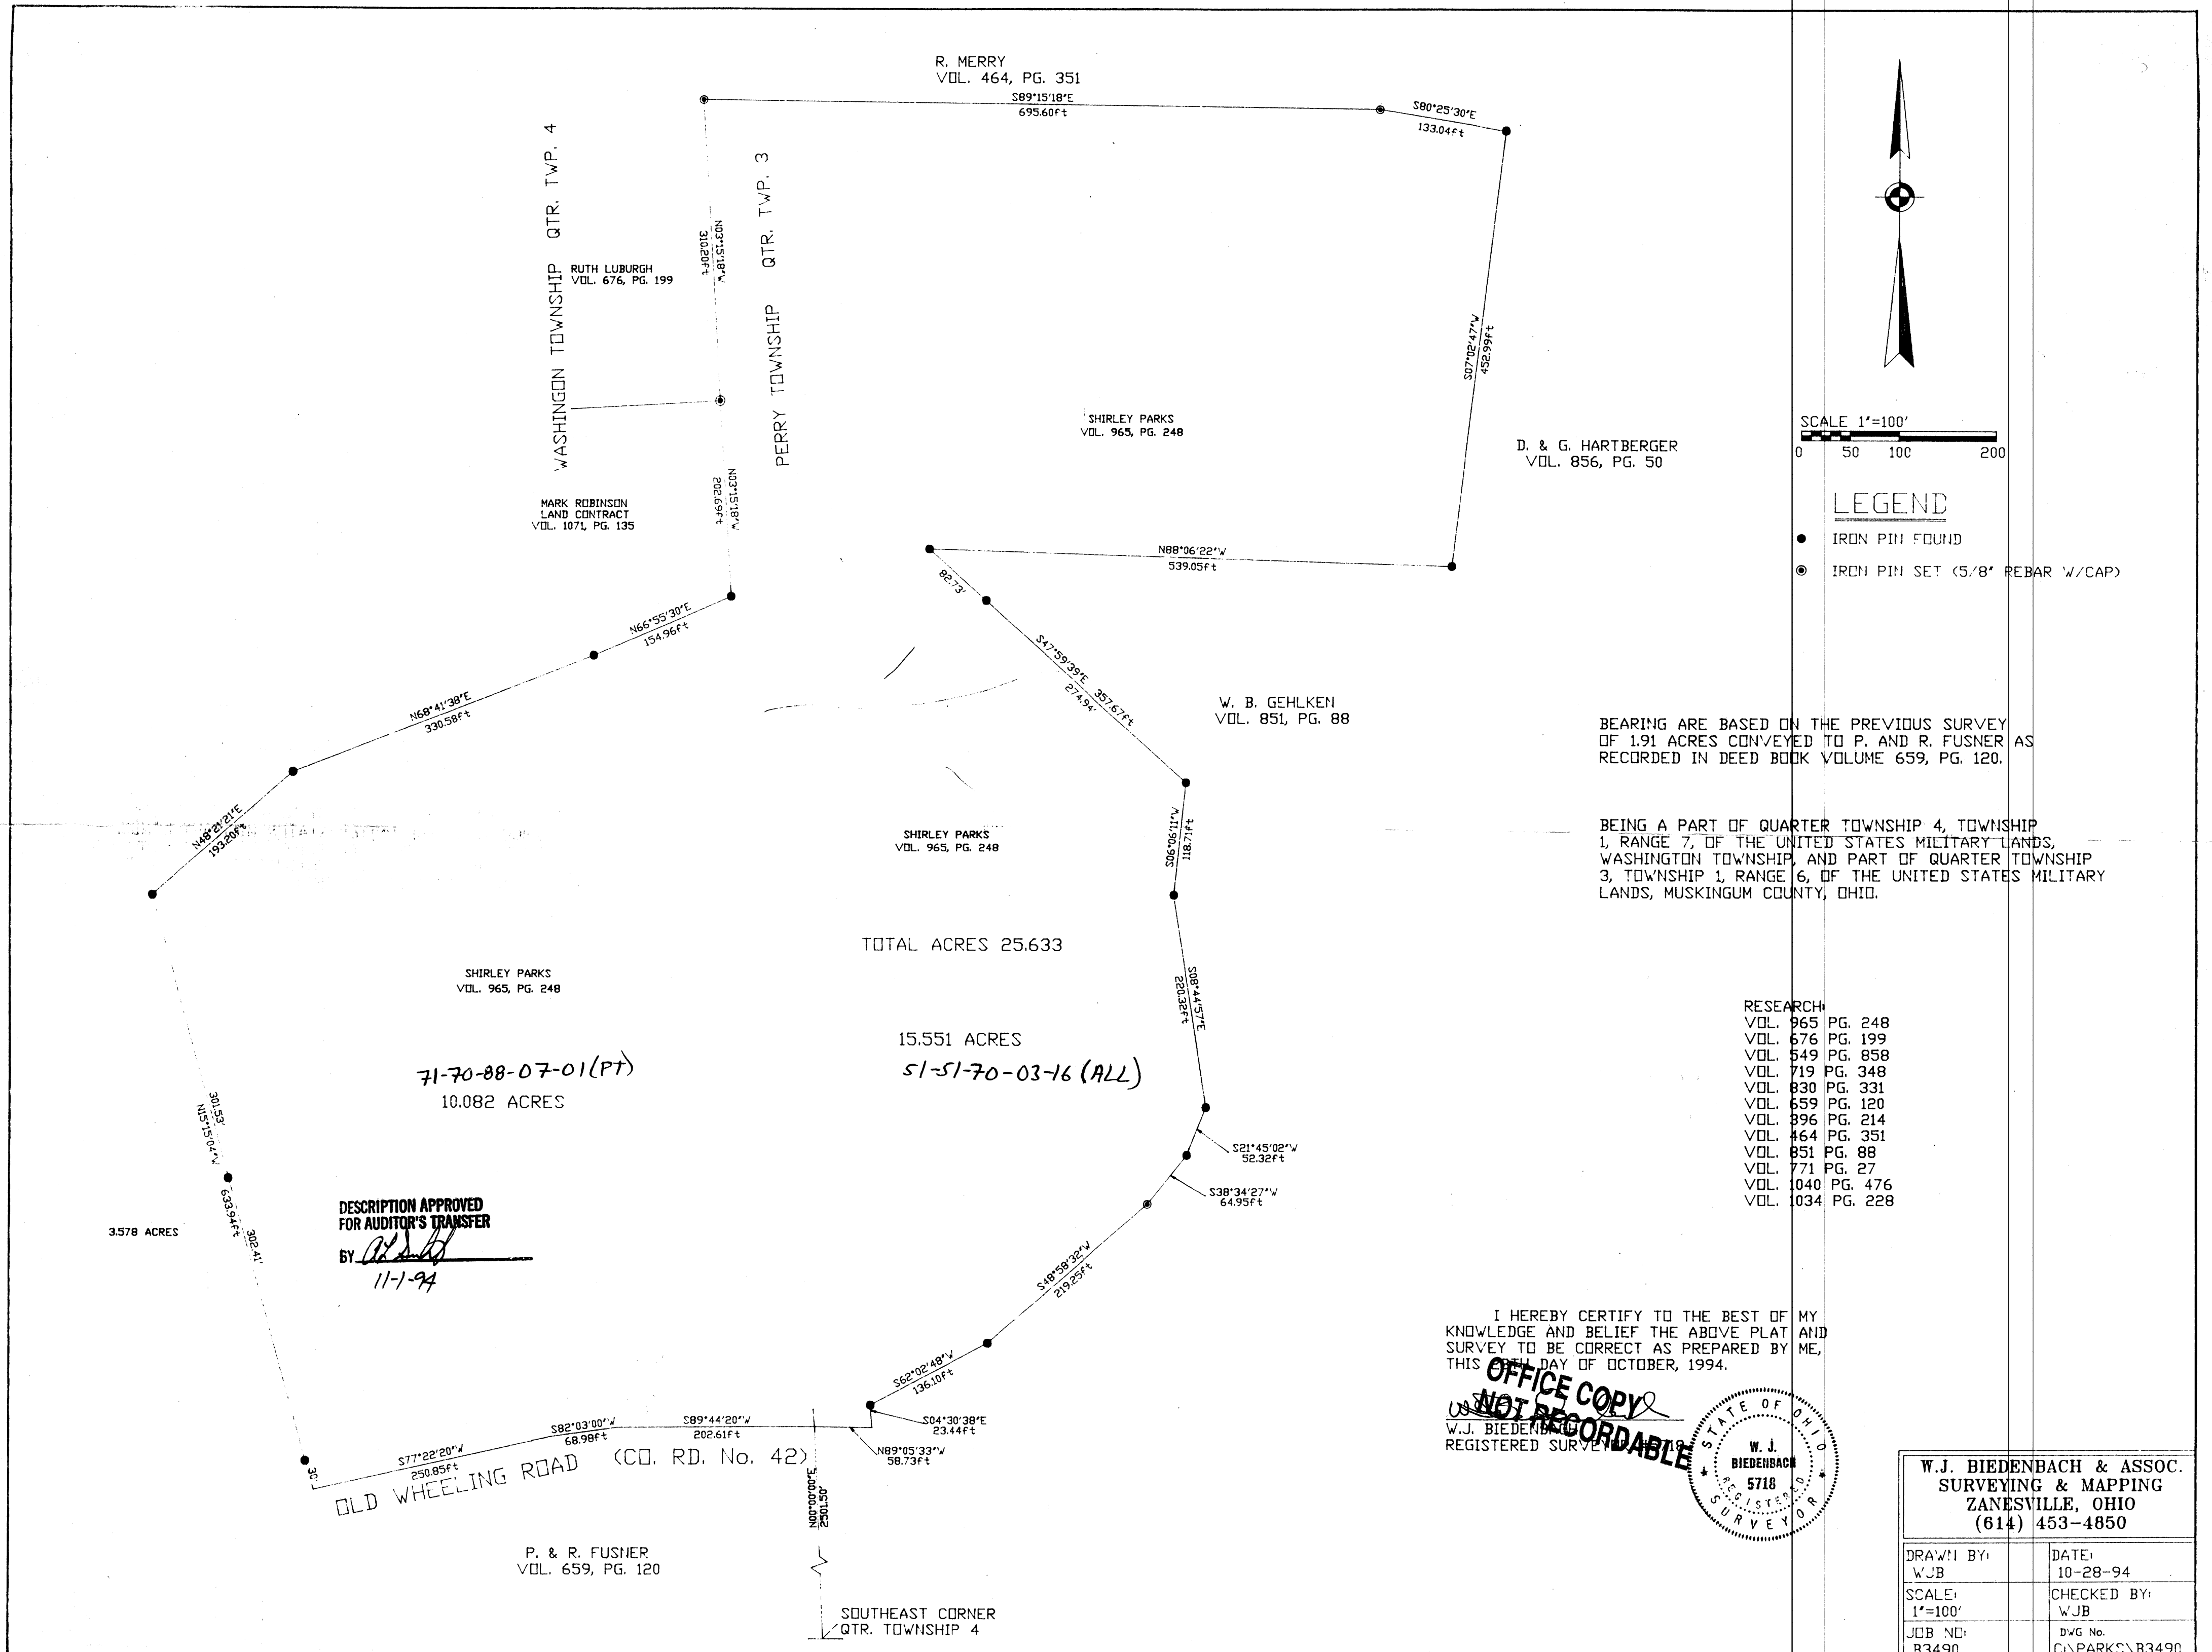 R. MERRY
VOL. 464, PG. 351
S89°15'18"E
695.60ft
S80°25'30"E
133.04ft
WASHINGTON TOWNSHIP QTR. TWP. 4
PERRY TOWNSHIP QTR. TWP. 3
N03°15'18"W
310.20ft
RUTH LUBURGH
VOL. 676, PG. 199
S07°02'47"W
452.99ft
SHIRLEY PARKS
VOL. 965, PG. 248
D. & G. HARTBERGER
VOL. 856, PG. 50
SCALE 1"=100'
0 50 100 200
LEGEND
IRON PIN FOUND
IRON PIN SET (5/8" REBAR W/CAP)
MARK ROBINSON
LAND CONTRACT
VOL. 1071, PG. 135
N03°15'18"W
202.69ft
N88°06'22"W
539.05ft
82.73'
N66°55'30"E
154.96ft
S47°59'39"E 357.67ft
274.94'
N68°41'38"E
330.58ft
W. B. GEHLKEN
VOL. 851, PG. 88
BEARING ARE BASED ON THE PREVIOUS SURVEY
OF 1.91 ACRES CONVEYED TO P. AND R. FUSNER AS
RECORDED IN DEED BOOK VOLUME 659, PG. 120.
N48°21'21"E
193.20ft
SHIRLEY PARKS
VOL. 965, PG. 248
S06°06'11"W
118.71ft
BEING A PART OF QUARTER TOWNSHIP 4, TOWNSHIP
1, RANGE 7, OF THE UNITED STATES MILITARY LANDS,
WASHINGTON TOWNSHIP, AND PART OF QUARTER TOWNSHIP
3, TOWNSHIP 1, RANGE 6, OF THE UNITED STATES MILITARY
LANDS, MUSKINGUM COUNTY, OHIO.
TOTAL ACRES 25.633
SHIRLEY PARKS
VOL. 965, PG. 248
S08°44'57"E
220.32ft
15.551 ACRES
51-51-70-03-16 (ALL)
71-70-88-07-01 (PT)
10.082 ACRES
RESEARCH:
VOL. 965 PG. 248
VOL. 676 PG. 199
VOL. 549 PG. 858
VOL. 719 PG. 348
VOL. 830 PG. 331
VOL. 659 PG. 120
VOL. 396 PG. 214
VOL. 464 PG. 351
VOL. 851 PG. 88
VOL. 771 PG. 27
VOL. 1040 PG. 476
VOL. 1034 PG. 228
301.53'
N15°15'04"W
633.94ft
302.41'
3.578 ACRES
S21°45'02"W
52.32ft
S38°34'27"W
64.95ft
DESCRIPTION APPROVED
FOR AUDITOR'S TRANSFER
BY
11-1-94
S48°58'32"W
219.25ft
S62°02'48"W
136.10ft
S04°30'38"E
23.44ft
N89°05'33"W
58.73ft
S89°44'20"W
202.61ft
S82°03'00"W
68.98ft
S77°22'20"W
250.85ft
30'
OLD WHEELING ROAD (CO. RD. No. 42)
N00°00'00"E
2501.50'
P. & R. FUSNER
VOL. 659, PG. 120
SOUTHEAST CORNER
QTR. TOWNSHIP 4
I HEREBY CERTIFY TO THE BEST OF MY
KNOWLEDGE AND BELIEF THE ABOVE PLAT AND
SURVEY TO BE CORRECT AS PREPARED BY ME,
THIS 28TH DAY OF OCTOBER, 1994.
OFFICE COPY
NOT RECORDABLE
W.J. BIEDENBACH
REGISTERED SURVEYOR 5718
STATE OF OHIO
W. J.
BIEDENBACH
5718
REGISTERED
SURVEYOR
W.J. BIEDENBACH & ASSOC.
SURVEYING & MAPPING
ZANESVILLE, OHIO
(614) 453-4850
DRAWN BY:
WJB
DATE:
10-28-94
SCALE:
1"=100'
CHECKED BY:
WJB
JOB NO:
B3490
DWG No.
C:\PARKS\B3490